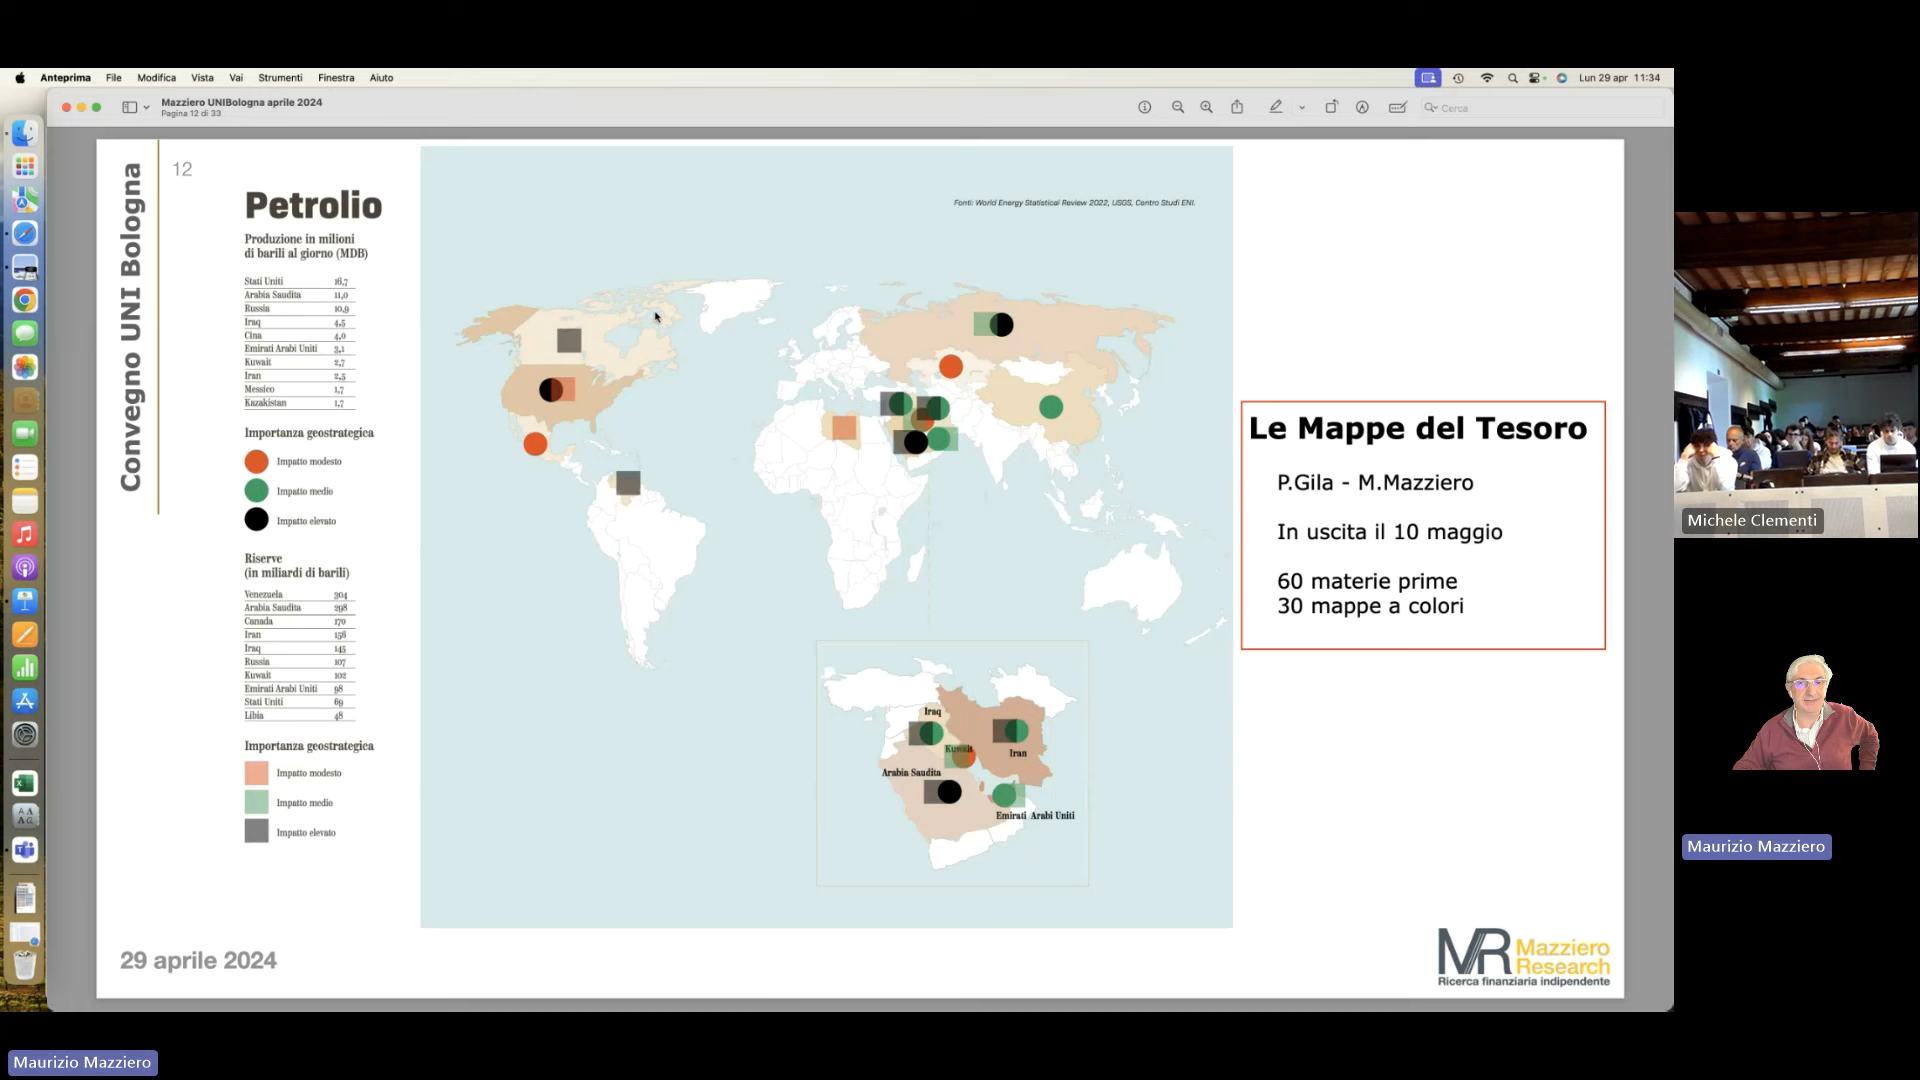 Anteprima File Modifica Vista Vai Strumenti Finestra Aiuto
Lun 29 apr 11:34
Mazziero UNIBologna aprile 2024
Pagina 12 di 33
Cerca
Convegno UNI Bologna
12
Petrolio
Produzione in milioni
di barili al giorno (MDB)
Stati Uniti 16,7
Arabia Saudita 11,0
Russia 10,9
Iraq 4,5
Cina 4,0
Emirati Arabi Uniti 3,1
Kuwait 2,7
Iran 2,5
Messico 1,7
Kazakistan 1,7
Importanza geostrategica
Impatto modesto
Impatto medio
Impatto elevato
Riserve
(in miliardi di barili)
Venezuela 304
Arabia Saudita 298
Canada 170
Iran 156
Iraq 145
Russia 107
Kuwait 102
Emirati Arabi Uniti 98
Stati Uniti 69
Libia 48
Importanza geostrategica
Impatto modesto
Impatto medio
Impatto elevato
Fonti: World Energy Statistical Review 2022, USGS, Centro Studi ENI.
Iraq
Kuwait
Iran
Arabia Saudita
Emirati Arabi Uniti
Le Mappe del Tesoro
P.Gila - M.Mazziero
In uscita il 10 maggio
60 materie prime
30 mappe a colori
29 aprile 2024
MR Mazziero
Research
Ricerca finanziaria indipendente
Michele Clementi
Maurizio Mazziero
Maurizio Mazziero